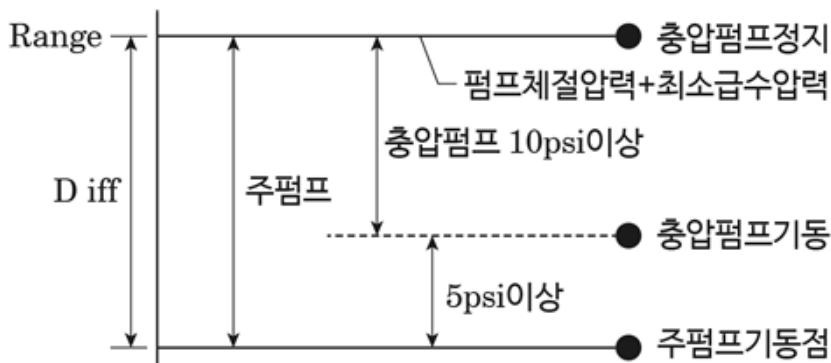 Range
충압펌프정지
펌프체절압력+최소급수압력
충압펌프 10psi이상
D iff
주펌프
충압펌프기동
5psi이상
주펌프기동점